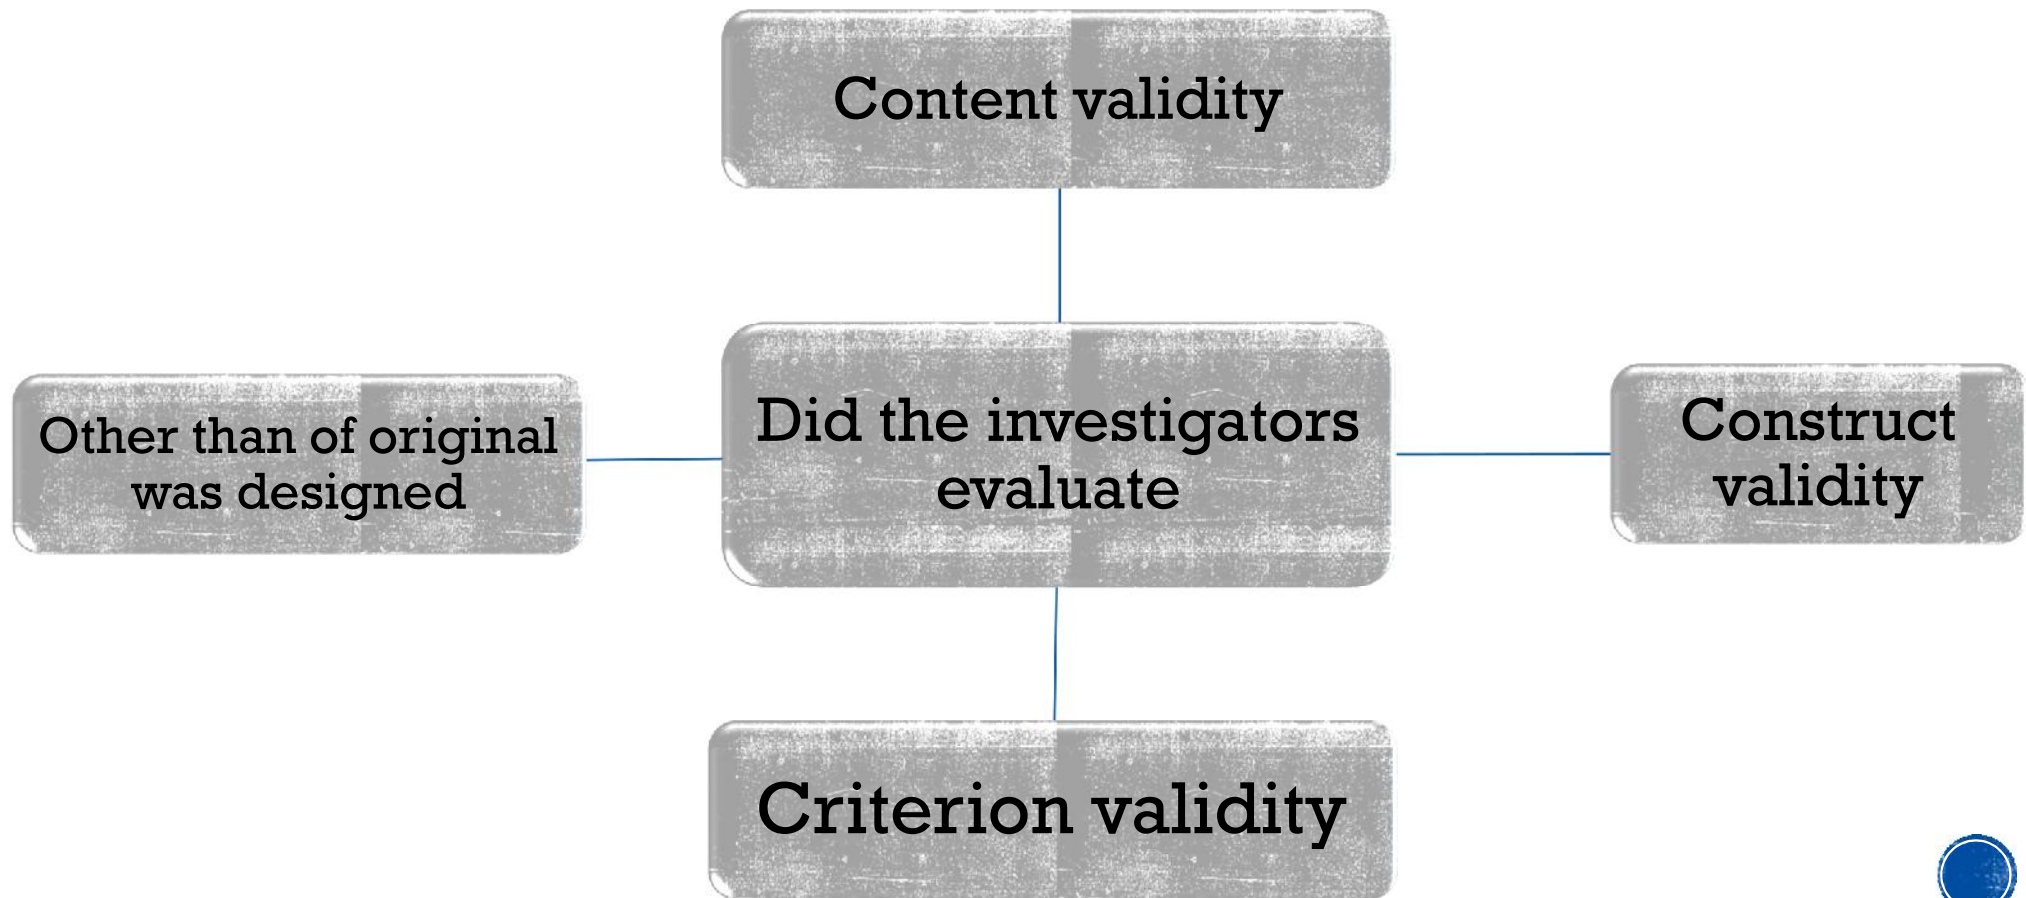 Content validity
Other than of original
was designed
Did the investigators
evaluate
Construct
validity
Criterion validity